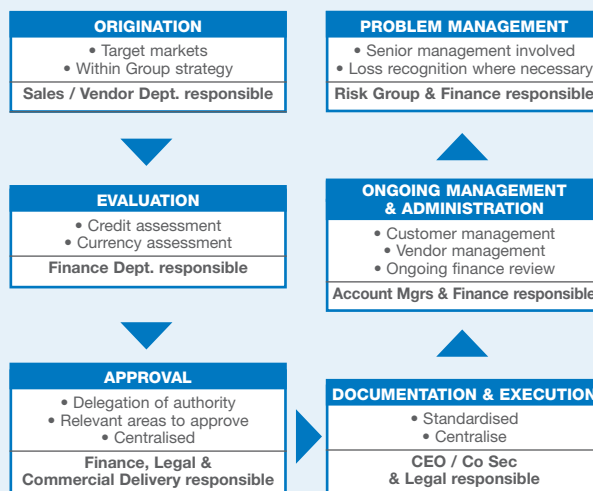 ORIGINATION
• Target markets
• Within Group strategy
Sales / Vendor Dept. responsible
EVALUATION
• Credit assessment
• Currency assessment
Finance Dept. responsible
APPROVAL
• Delegation of authority
• Relevant areas to approve
• Centralised
Finance, Legal &
Commercial Delivery responsible
DOCUMENTATION & EXECUTION
• Standardised
• Centralise
CEO / Co Sec
& Legal responsible
ONGOING MANAGEMENT
& ADMINISTRATION
• Customer management
• Vendor management
• Ongoing finance review
Account Mgrs & Finance responsible
PROBLEM MANAGEMENT
• Senior management involved
• Loss recognition where necessary
Risk Group & Finance responsible